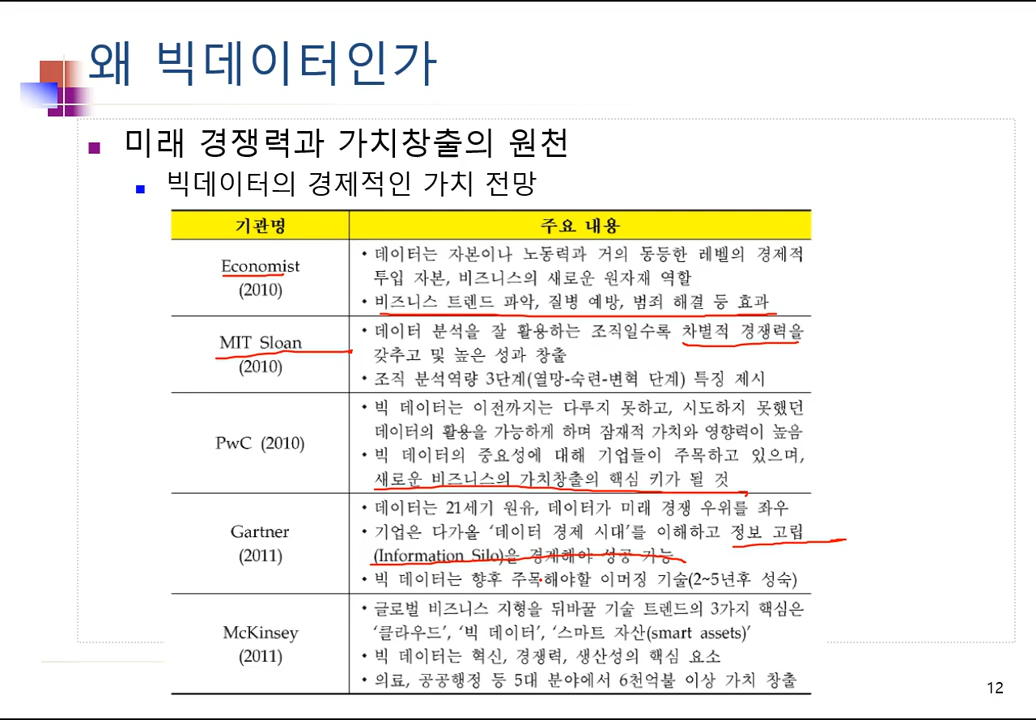 왜 빅데이터인가
미래 경쟁력과 가치창출의 원천
빅데이터의 경제적인 가치 전망
기관명
주요 내용
Economist
(2010)
• 데이터는 자본이나 노동력과 거의 동등한 레벨의 경제적
투입 자본, 비즈니스의 새로운 원자재 역할
• 비즈니스 트렌드 파악, 질병 예방, 범죄 해결 등 효과
MIT Sloan
(2010)
• 데이터 분석을 잘 활용하는 조직일수록 차별적 경쟁력을
갖추고 및 높은 성과 창출
• 조직 분석역량 3단계(열망-숙련-변혁 단계) 특징 제시
PwC (2010)
• 빅 데이터는 이전까지는 다루지 못하고, 시도하지 못했던
데이터의 활용을 가능하게 하며 잠재적 가치와 영향력이 높음
• 빅 데이터의 중요성에 대해 기업들이 주목하고 있으며,
새로운 비즈니스의 가치창출의 핵심 키가 될 것
Gartner
(2011)
• 데이터는 21세기 원유, 데이터가 미래 경쟁 우위를 좌우
• 기업은 다가올 '데이터 경제 시대'를 이해하고 정보 고립
(Information Silo)을 경계해야 성공 가능
• 빅 데이터는 향후 주목해야할 이머징 기술(2~5년후 성숙)
McKinsey
(2011)
• 글로벌 비즈니스 지형을 뒤바꿀 기술 트렌드의 3가지 핵심은
'클라우드', '빅 데이터', '스마트 자산(smart assets)'
• 빅 데이터는 혁신, 경쟁력, 생산성의 핵심 요소
• 의료, 공공행정 등 5대 분야에서 6천억불 이상 가치 창출
12